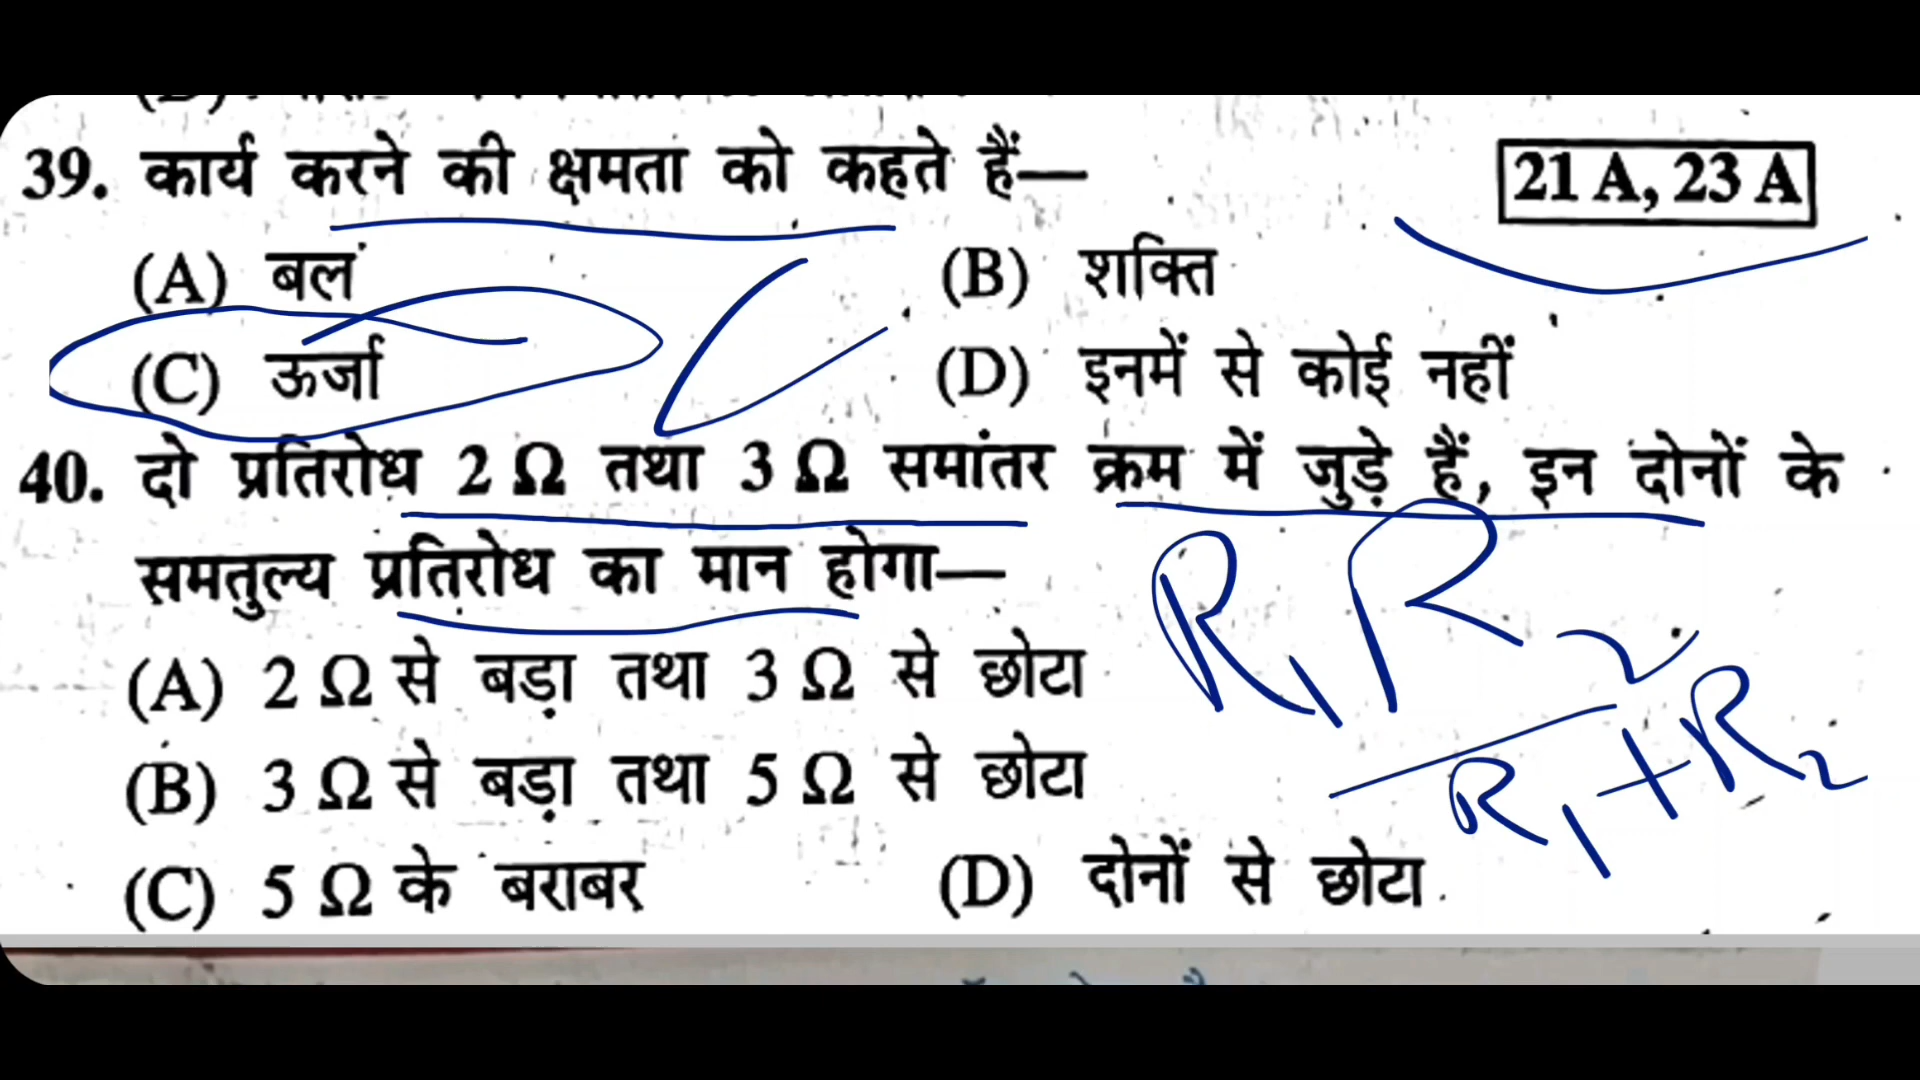 39. कार्य करने की क्षमता को कहते हैं— 21 A, 23 A
(A) बल (B) शक्ति
(C) ऊर्जा (D) इनमें से कोई नहीं
40. दो प्रतिरोध 2 Ω तथा 3 Ω समांतर क्रम में जुड़े हैं, इन दोनों के
समतुल्य प्रतिरोध का मान होगा—
R₁R₂
R₁+R₂
(A) 2 Ω से बड़ा तथा 3 Ω से छोटा
(B) 3 Ω से बड़ा तथा 5 Ω से छोटा
(C) 5 Ω के बराबर (D) दोनों से छोटा